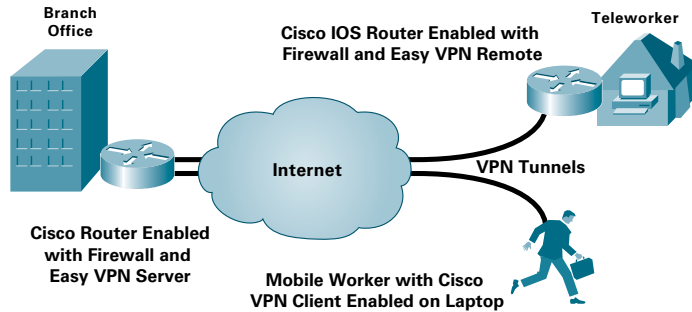 Branch
Office
Cisco IOS Router Enabled with
Firewall and Easy VPN Remote
Teleworker
Internet
VPN Tunnels
Cisco Router Enabled
with Firewall and
Easy VPN Server
Mobile Worker with Cisco
VPN Client Enabled on Laptop